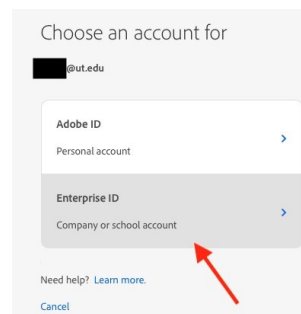 Choose an account for
@ut.edu
Adobe ID
Personal account
Enterprise ID
Company or school account
Need help? Learn more.
Cancel